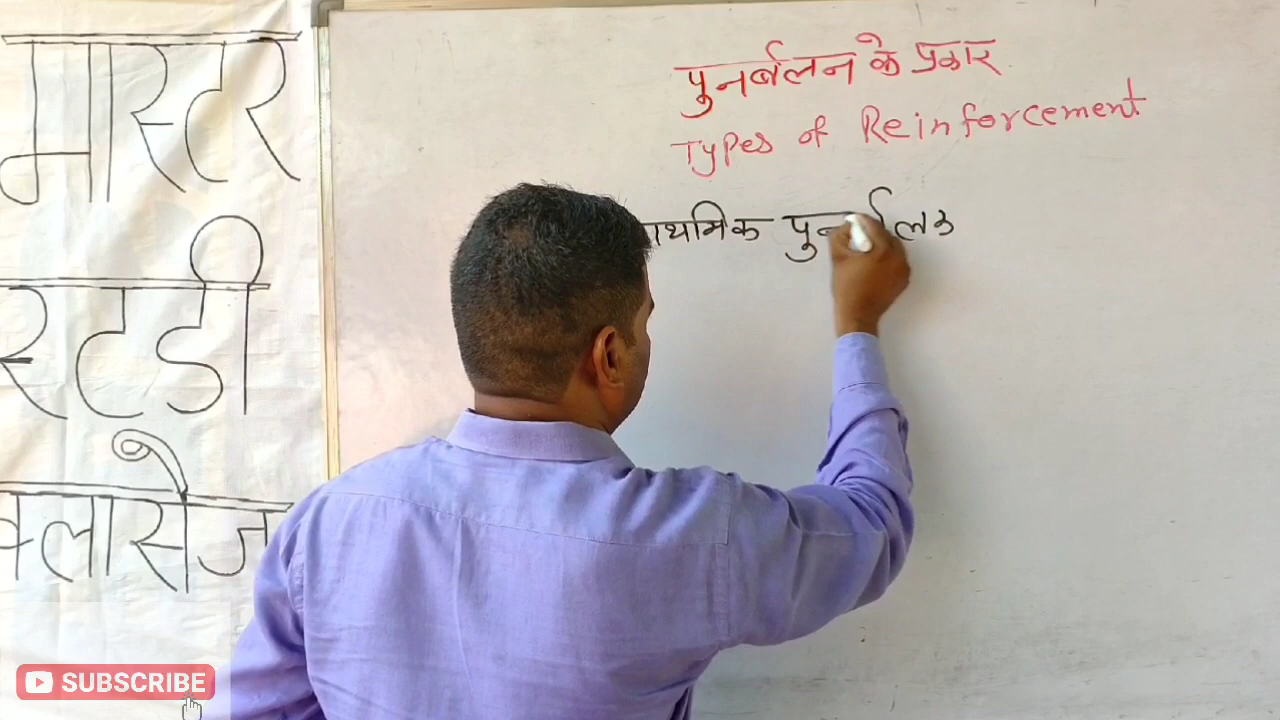 मास्टर
स्टडी
क्लासेज
पुनर्बलन के प्रकार
Types of Reinforcement
SUBSCRIBE